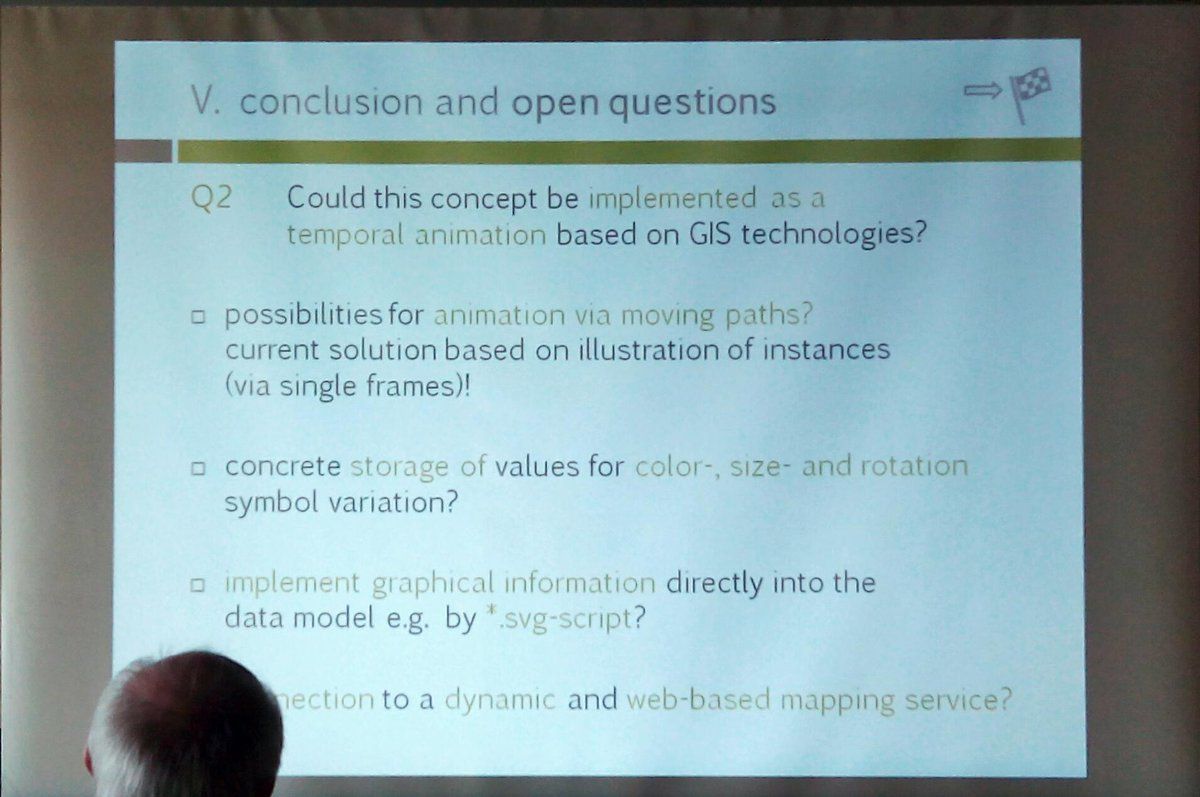 V. conclusion and open questions
Q2 Could this concept be implemented as a
temporal animation based on GIS technologies?
possibilities for animation via moving paths?
current solution based on illustration of instances
(via single frames)!
concrete storage of values for color-, size- and rotation
symbol variation?
implement graphical information directly into the
data model e.g. by *.svg-script?
to a dynamic and web-based mapping service?